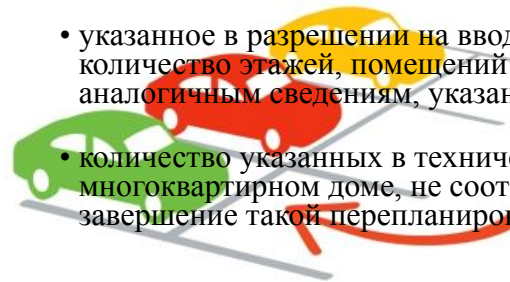 • указанное в разрешении на ввод
количество этажей, помещений
аналогичным сведениям, указан
• количество указанных в техниче
многоквартирном доме, не соот
завершение такой перепланиров